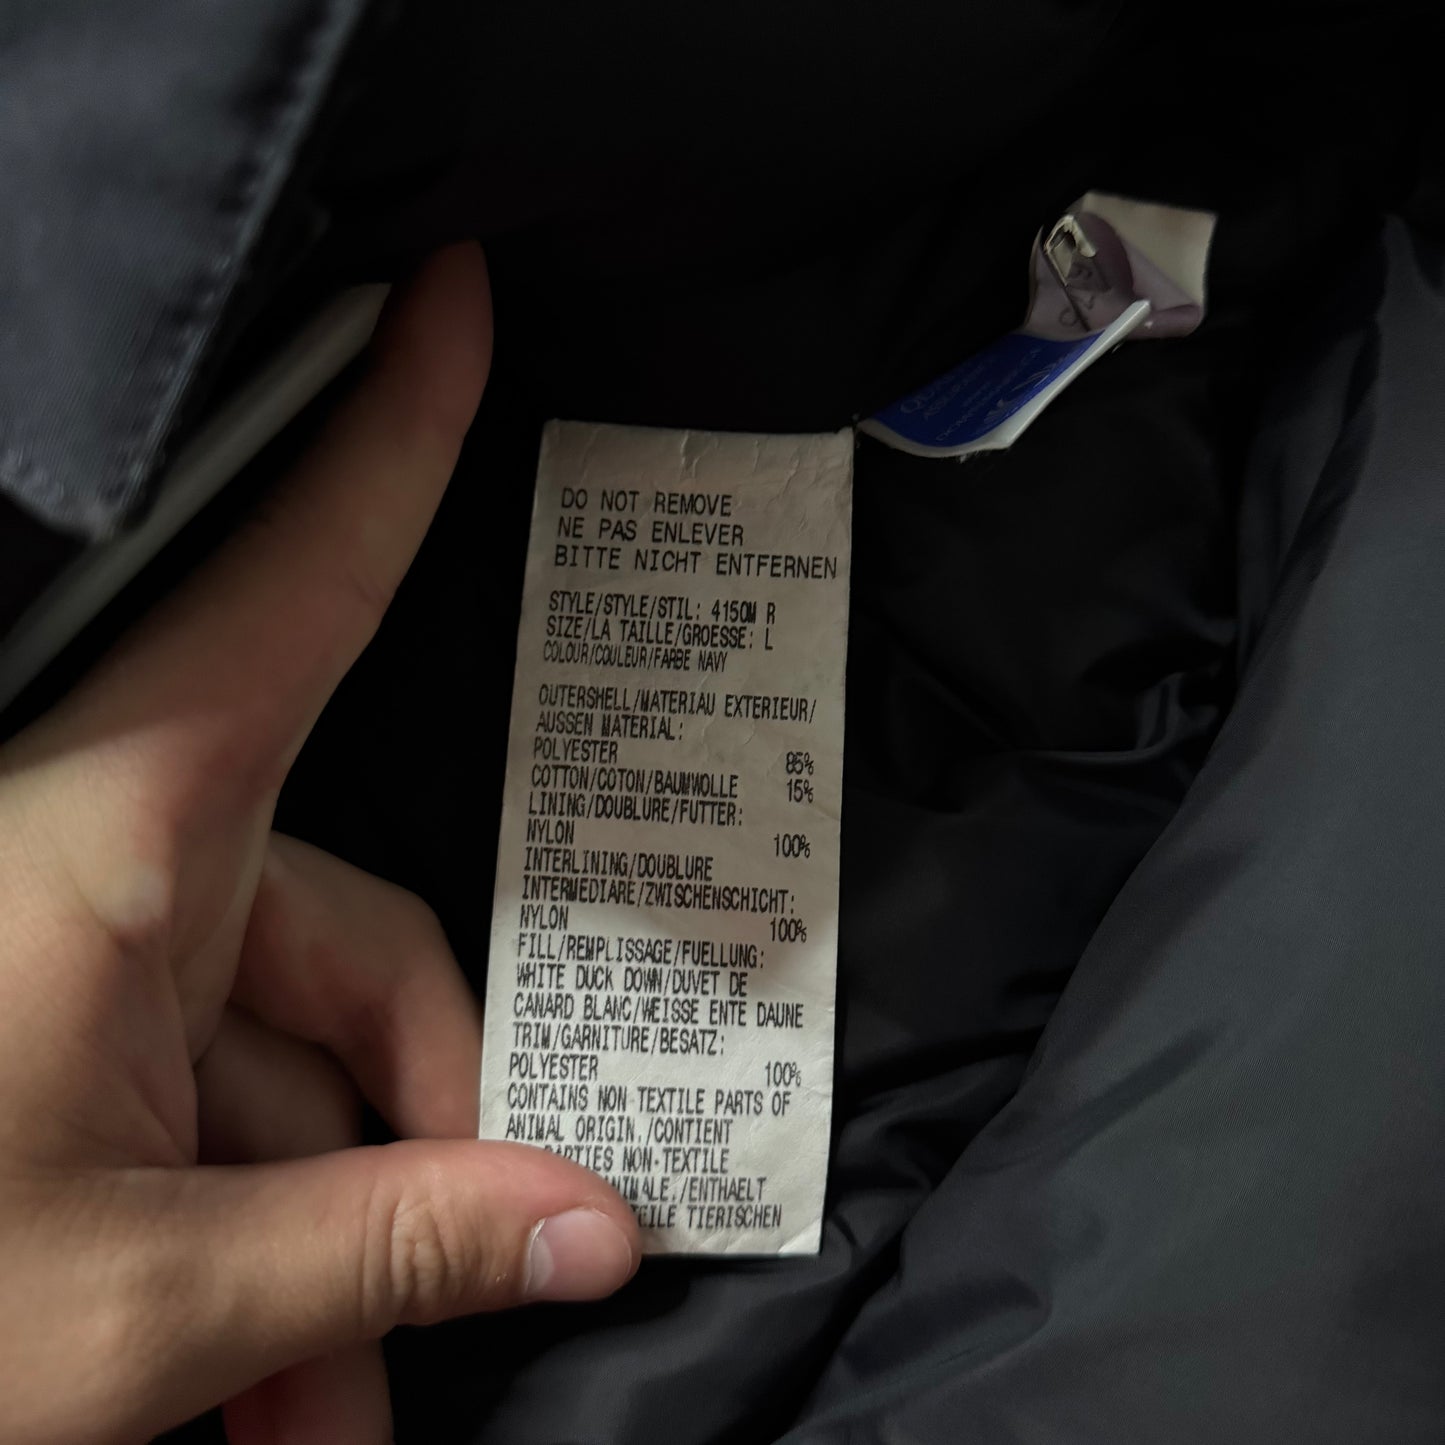 DO NOT REMOVE
NE PAS ENLEVER
BITTE NICHT ENTFERNEN
STYLE/STYLE/STIL: 4150M R
SIZE/LA TAILLE/GROESSE: L
COLOUR/COULEUR/FARBE NAVY
OUTERSHELL/MATERIAU EXTERIEUR/
AUSSEN MATERIAL:
POLYESTER 85%
COTTON/COTON/BAUMWOLLE 15%
LINING/DOUBLURE/FUTTER:
NYLON 100%
INTERLINING/DOUBLURE
INTERMEDIARE/ZWISCHENSCHICHT:
NYLON 100%
FILL/REMPLISSAGE/FUELLUNG:
WHITE DUCK DOWN/DUVET DE
CANARD BLANC/WEISSE ENTE DAUNE
TRIM/GARNITURE/BESATZ:
POLYESTER 100%
CONTAINS NON TEXTILE PARTS OF
ANIMAL ORIGIN./CONTIENT
PARTIES NON-TEXTILE
NIMALE./ENTHAELT
TEILE TIERISCHEN